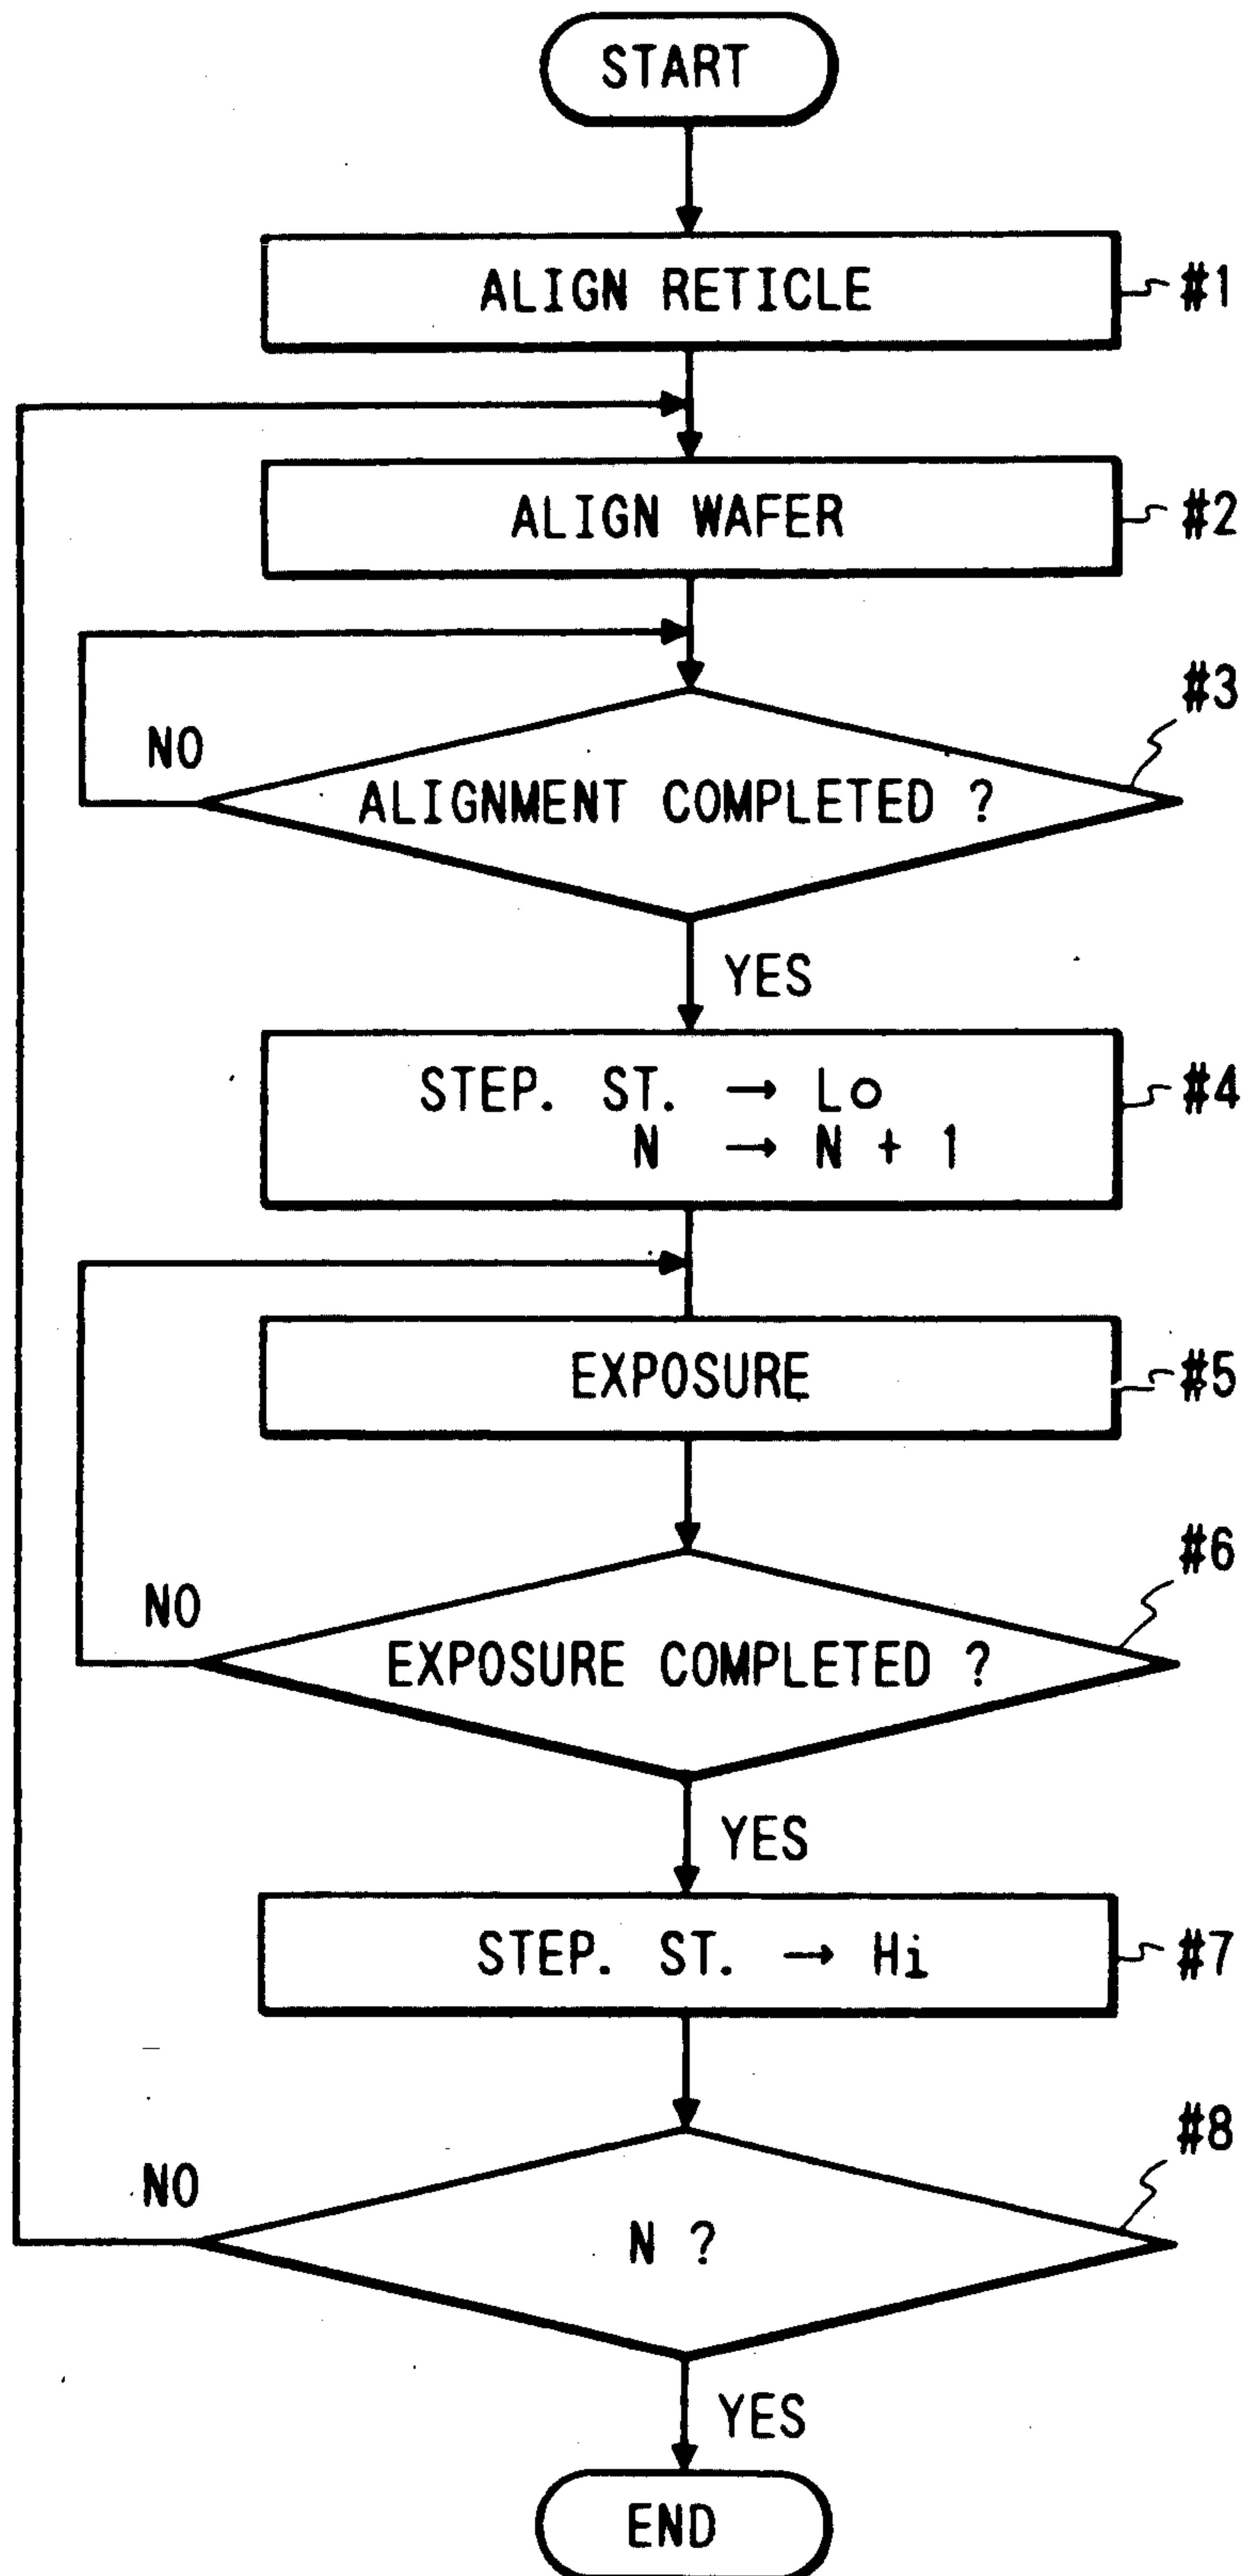 START
ALIGN RETICLE
#1
ALIGN WAFER
#2
#3
NO
ALIGNMENT COMPLETED ?
YES
STEP. ST. → Lo
N → N + 1
#4
EXPOSURE
#5
#6
NO
EXPOSURE COMPLETED ?
YES
STEP. ST. → Hi
#7
#8
NO
N ?
YES
END